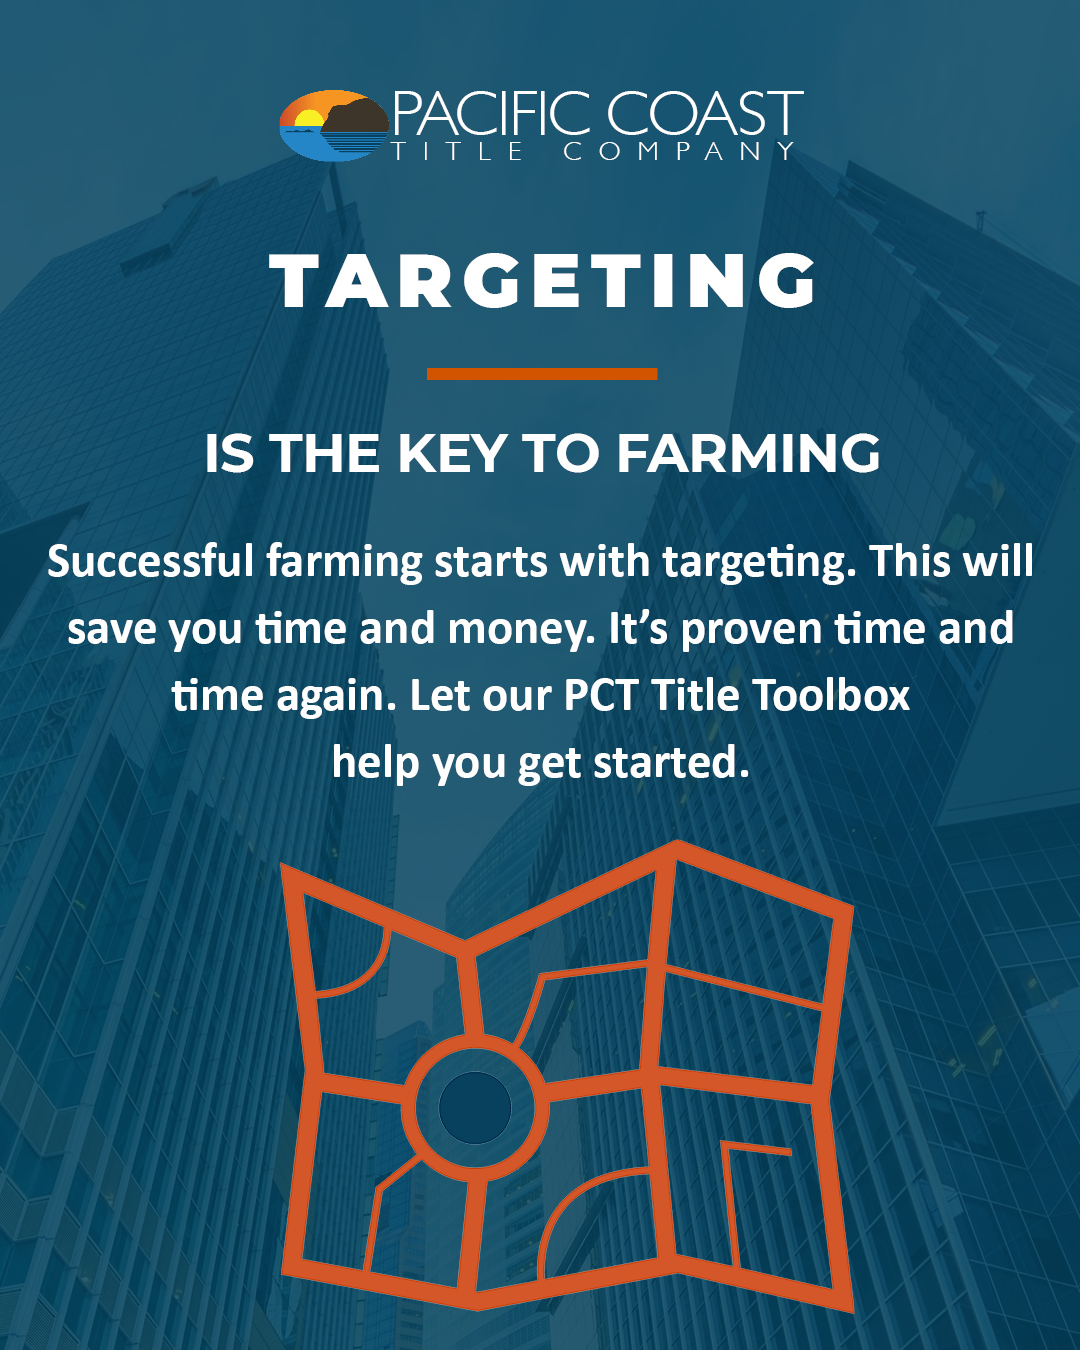 PACIFIC COAST
TITLE COMPANY
TARGETING
IS THE KEY TO FARMING
Successful farming starts with targeting. This will
save you time and money. It’s proven time and
time again. Let our PCT Title Toolbox
help you get started.